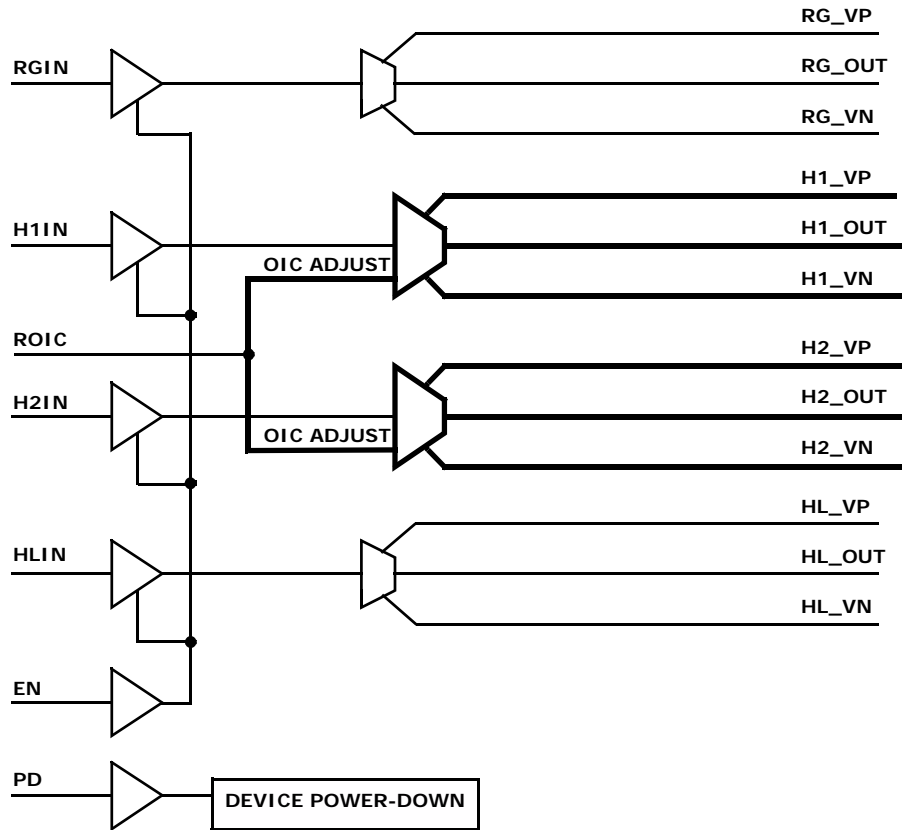 RG_VP
RGIN
RG_OUT
RG_VN
H1_VP
H1IN
H1_OUT
OIC ADJUST
H1_VN
ROIC
H2_VP
H2IN
H2_OUT
OIC ADJUST
H2_VN
HL_VP
HLIN
HL_OUT
HL_VN
EN
PD
DEVICE POWER-DOWN